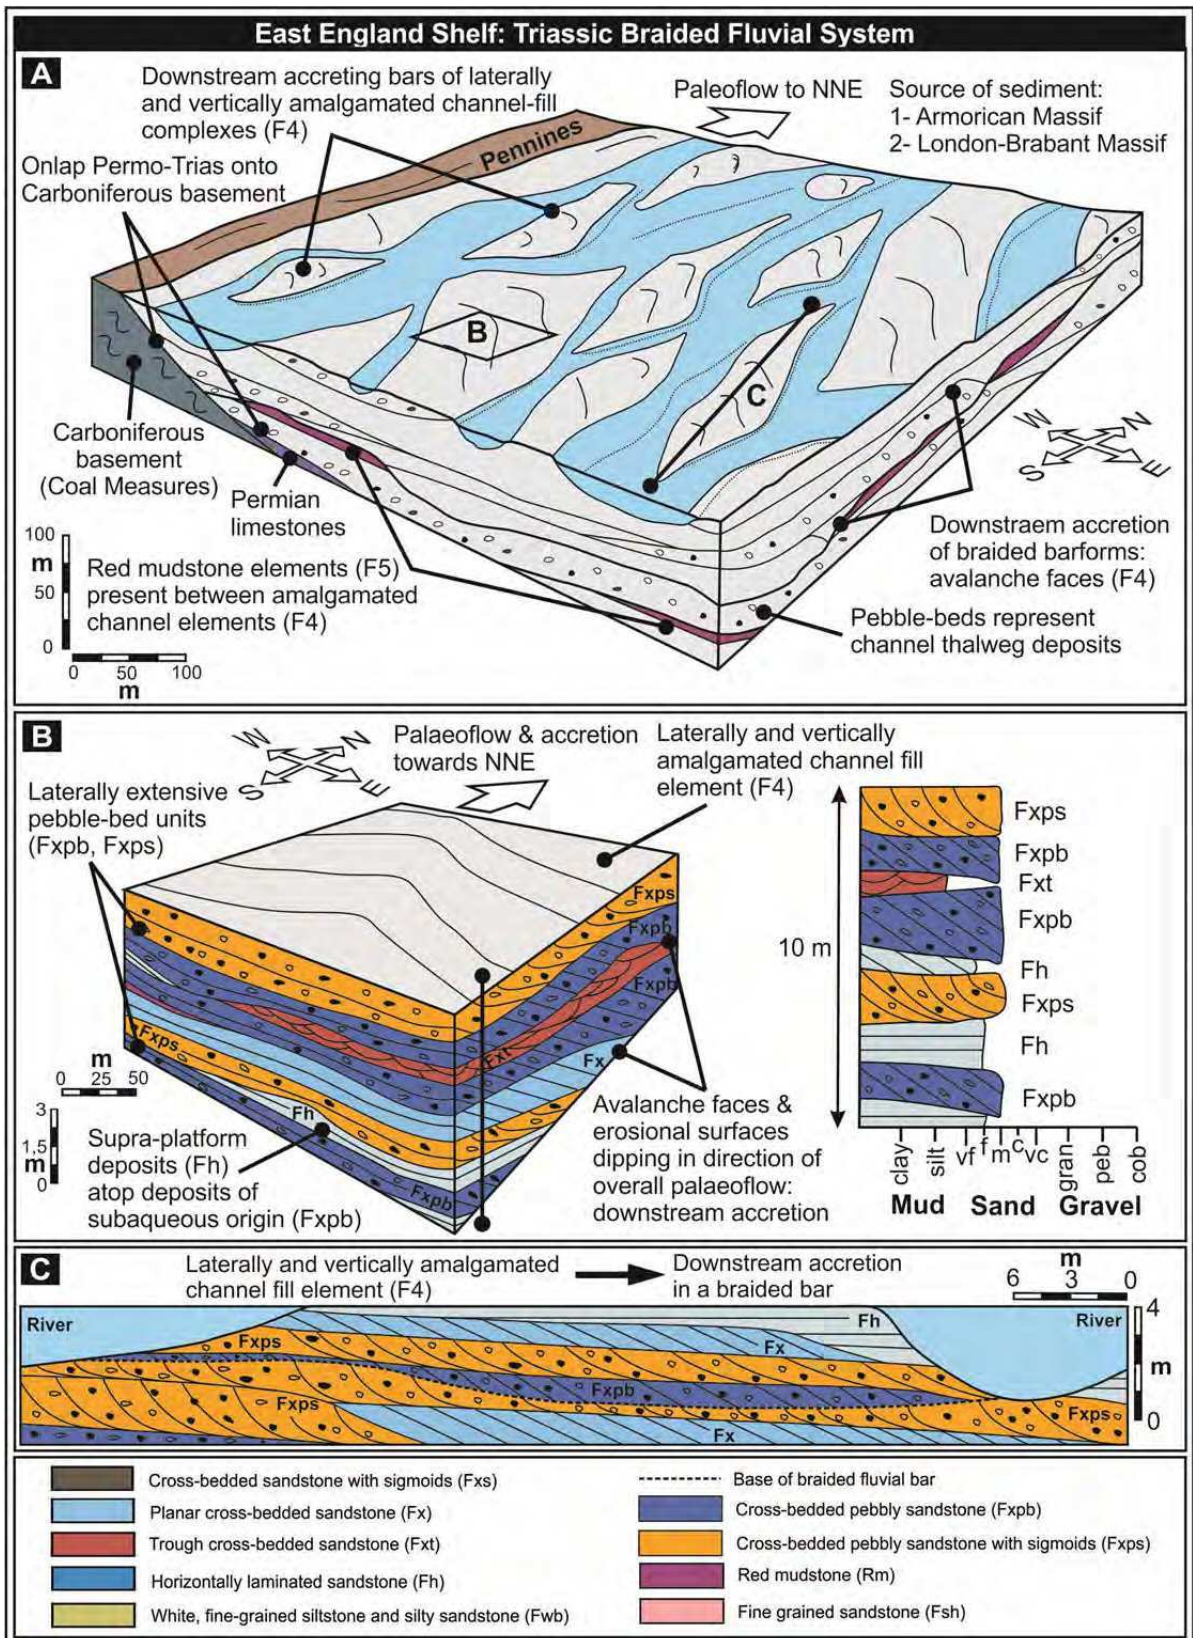 East England Shelf: Triassic Braided Fluvial System
A
Downstream accreting bars of laterally
and vertically amalgamated channel-fill
complexes (F4)
Paleoflow to NNE
Source of sediment:
1- Armorican Massif
2- London-Brabant Massif
Onlap Permo-Trias onto
Carboniferous basement
Pennines
B
C
W
N
S
E
Carboniferous
basement
(Coal Measures)
Permian
limestones
100
m
50
0
Red mudstone elements (F5)
present between amalgamated
channel elements (F4)
0 50 100
m
Downstraem accretion
of braided barforms:
avalanche faces (F4)
Pebble-beds represent
channel thalweg deposits
B
W
N
S
E
Palaeoflow & accretion
towards NNE
Laterally and vertically
amalgamated channel fill
element (F4)
Laterally extensive
pebble-bed units
(Fxpb, Fxps)
Fxps
Fxpb
Fxpb
Fxt
Fx
Fxps
Fh
Fxpb
m
0 25 50
3
1,5
m
0
Supra-platform
deposits (Fh)
atop deposits of
subaqueous origin (Fxpb)
Avalanche faces &
erosional surfaces
dipping in direction of
overall palaeoflow:
downstream accretion
10 m
Fxps
Fxpb
Fxt
Fxpb
Fh
Fxps
Fh
Fxpb
clay silt vf f m c vc gran peb cob
Mud Sand Gravel
C
Laterally and vertically amalgamated
channel fill element (F4)
Downstream accretion
in a braided bar
m
6 3 0
River
Fxps
Fh
Fx
River
Fxpb
Fxps
Fx
Fxps
4
m
0
Cross-bedded sandstone with sigmoids (Fxs)
Planar cross-bedded sandstone (Fx)
Trough cross-bedded sandstone (Fxt)
Horizontally laminated sandstone (Fh)
White, fine-grained siltstone and silty sandstone (Fwb)
Base of braided fluvial bar
Cross-bedded pebbly sandstone (Fxpb)
Cross-bedded pebbly sandstone with sigmoids (Fxps)
Red mudstone (Rm)
Fine grained sandstone (Fsh)